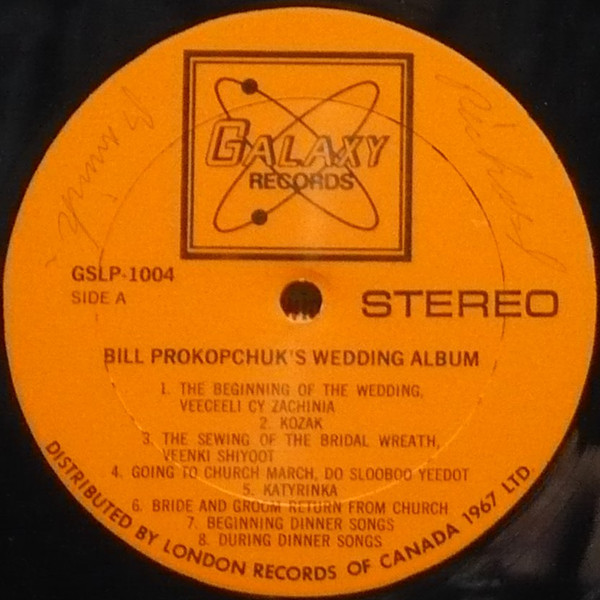 GALAXY
RECORDS
GSLP-1004
SIDE A
STEREO
BILL PROKOPCHUK'S WEDDING ALBUM
1. THE BEGINNING OF THE WEDDING,
VEECEELI CY ZACHINIA
2. KOZAK
3. THE SEWING OF THE BRIDAL WREATH,
VEENKI SHIYOOT
4. GOING TO CHURCH MARCH, DO SLOOBOO YEEDOT
5. KATYRINKA
6. BRIDE AND GROOM RETURN FROM CHURCH
7. BEGINNING DINNER SONGS
8. DURING DINNER SONGS
DISTRIBUTED BY LONDON RECORDS OF CANADA 1967 LTD.